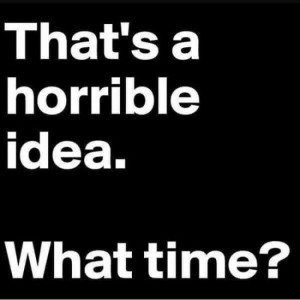 That's a
horrible
idea.
What time?